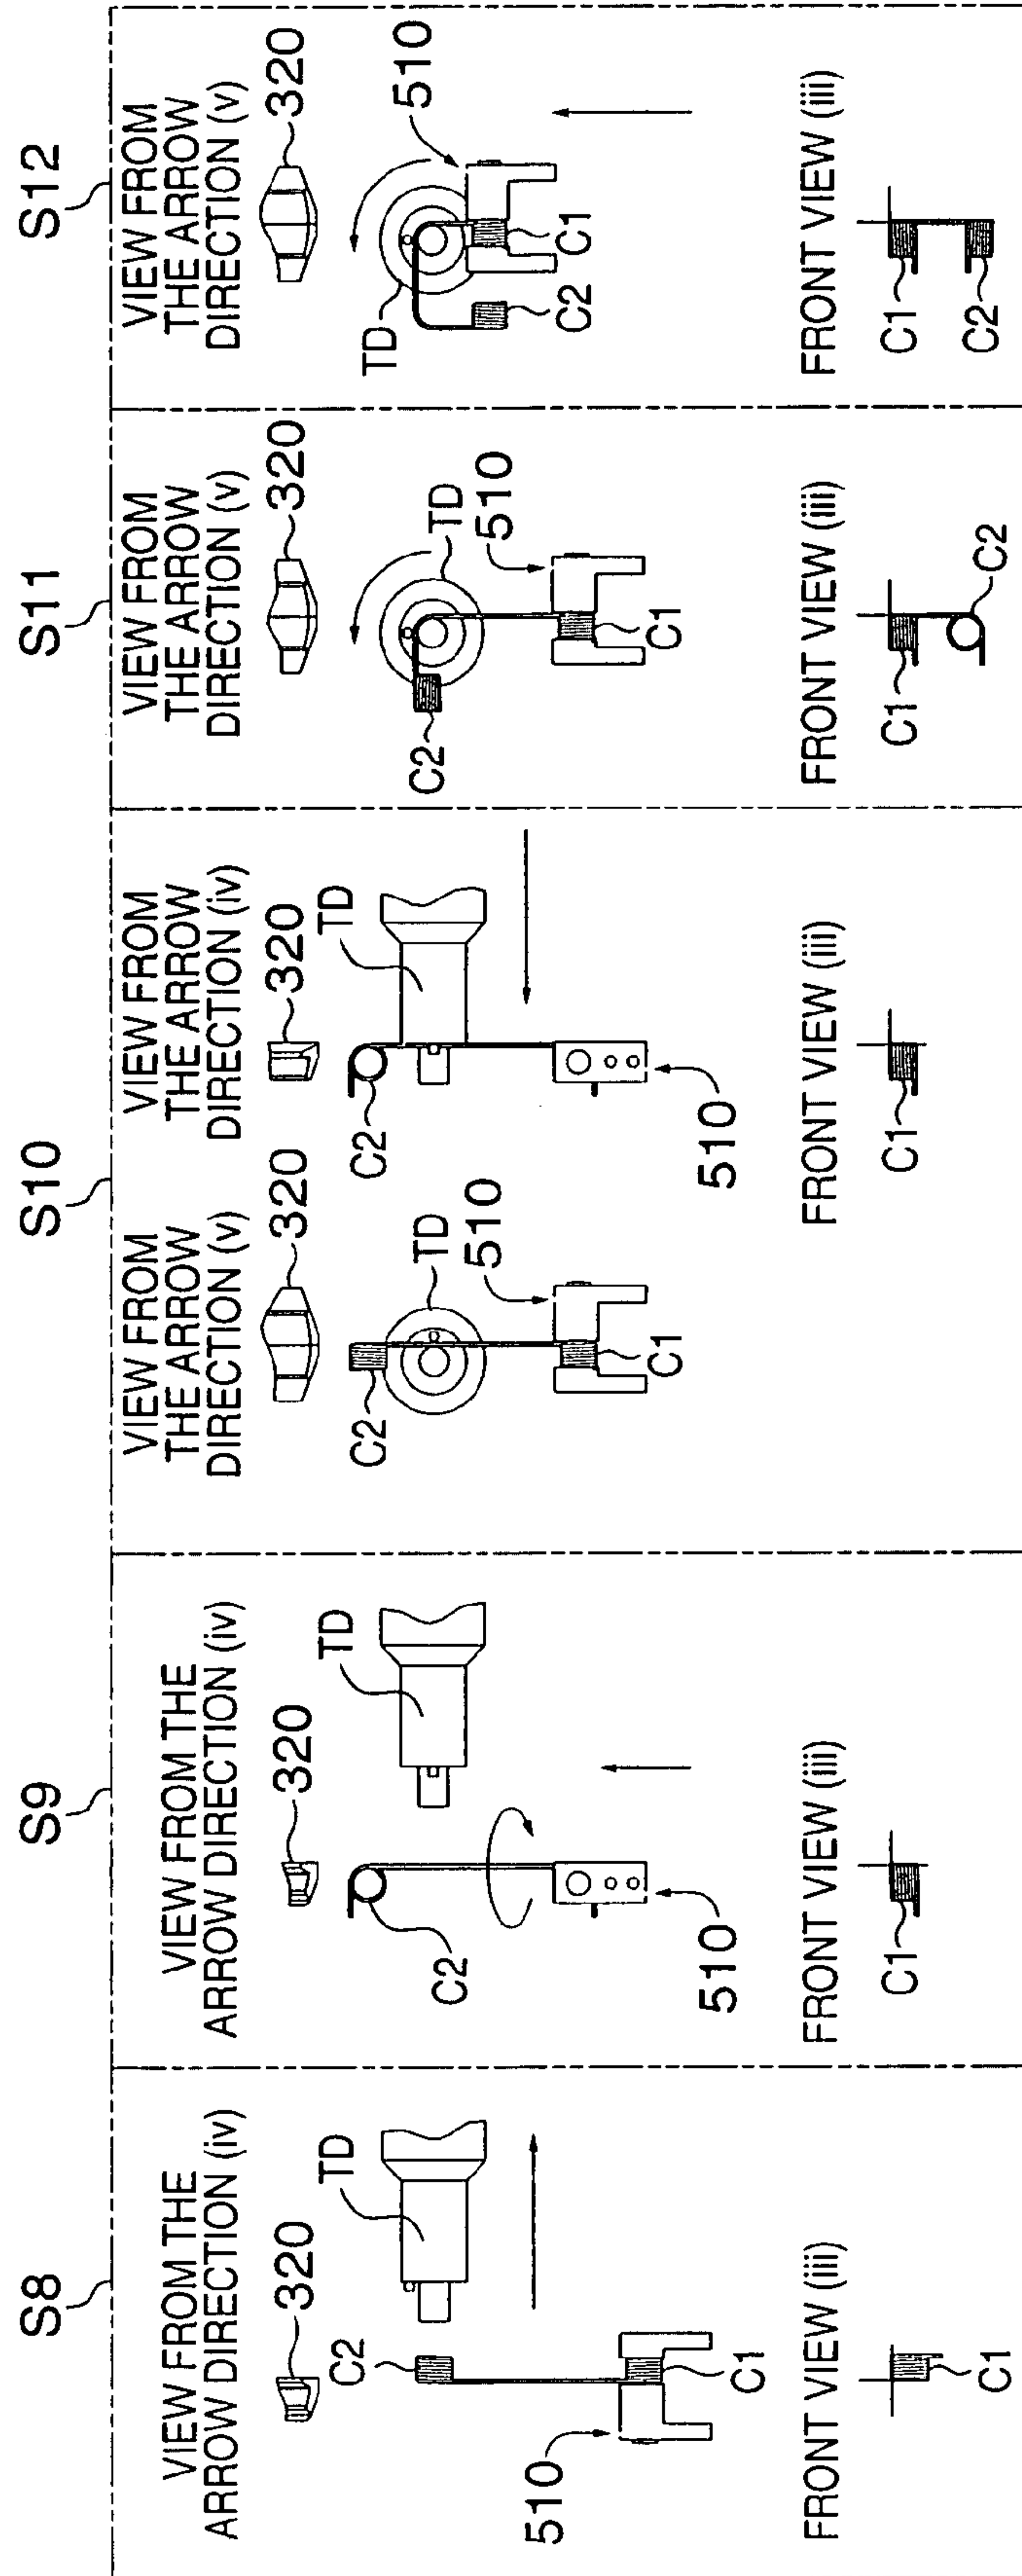 S8
VIEW FROM THE
ARROW DIRECTION (iv)
320
TD
C2
510
C1
FRONT VIEW (iii)
C1
S9
VIEW FROM THE
ARROW DIRECTION (iv)
320
TD
C2
510
FRONT VIEW (iii)
C1
S10
VIEW FROM
THE ARROW
DIRECTION (v)
320
TD
510
C2
C1
VIEW FROM
THE ARROW
DIRECTION (iv)
320
TD
C2
510
FRONT VIEW (iii)
C1
S11
VIEW FROM
THE ARROW
DIRECTION (v)
320
TD
510
C2
C1
FRONT VIEW (iii)
C1
C2
S12
VIEW FROM
THE ARROW
DIRECTION (v)
320
510
TD
C1
C2
FRONT VIEW (iii)
C1
C2